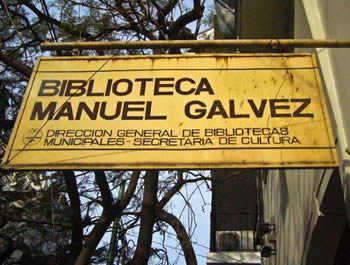 BIBLIOTECA
MANUEL GALVEZ
DIRECCION GENERAL DE BIBLIOTECAS
MUNICIPALES-SECRETARIA DE CULTURA